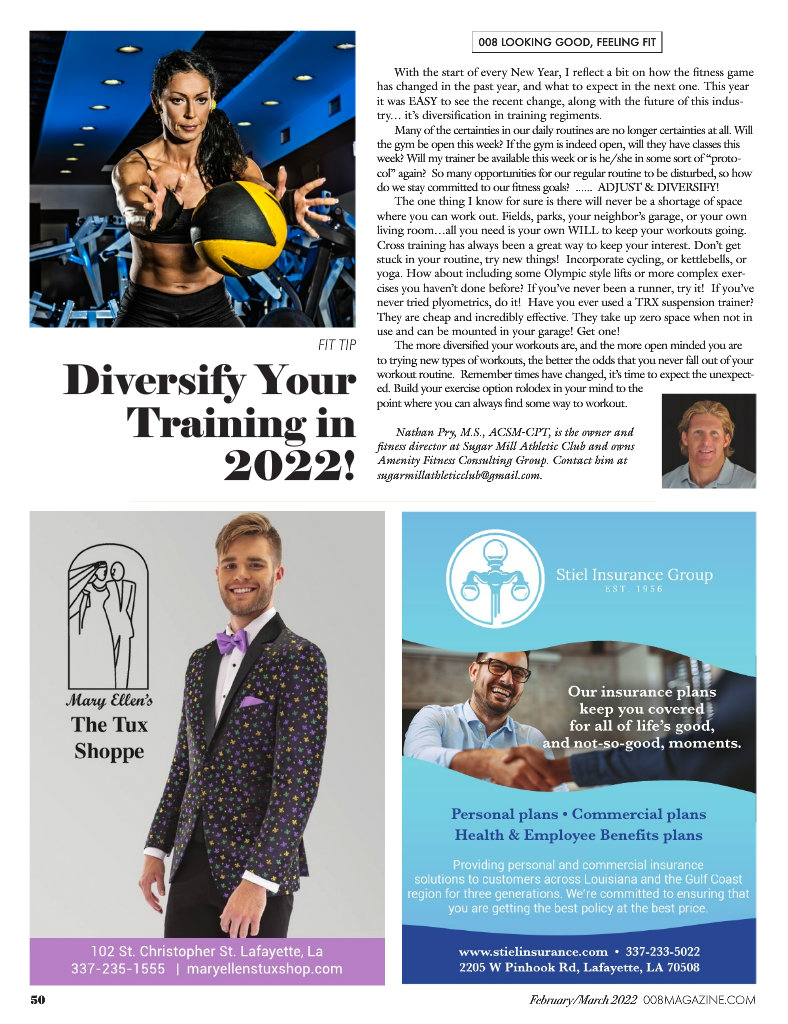 008 LOOKING GOOD, FEELING FIT
With the start of every New Year, I reflect a bit on how the fitness game
has changed in the past year, and what to expect in the next one. This year
it was EASY to see the recent change, along with the future of this indus-
try… it's diversification in training regiments.
Many of the certainties in our daily routines are no longer certainties at all. Will
the gym be open this week? If the gym is indeed open, will they have classes this
week? Will my trainer be available this week or is he/she in some sort of "proto-
col" again? So many opportunities for our regular routine to be disturbed, so how
do we stay committed to our fitness goals? ...... ADJUST & DIVERSIFY!
The one thing I know for sure is there will never be a shortage of space
where you can work out. Fields, parks, your neighbor's garage, or your own
living room…all you need is your own WILL to keep your workouts going.
Cross training has always been a great way to keep your interest. Don't get
stuck in your routine, try new things! Incorporate cycling, or kettlebells, or
yoga. How about including some Olympic style lifts or more complex exer-
cises you haven't done before? If you've never been a runner, try it! If you've
never tried plyometrics, do it! Have you ever used a TRX suspension trainer?
They are cheap and incredibly effective. They take up zero space when not in
use and can be mounted in your garage! Get one!
The more diversified your workouts are, and the more open minded you are
to trying new types of workouts, the better the odds that you never fall out of your
workout routine. Remember times have changed, it's time to expect the unexpect-
ed. Build your exercise option rolodex in your mind to the
point where you can always find some way to workout.
Nathan Pry, M.S., ACSM-CPT, is the owner and
fitness director at Sugar Mill Athletic Club and owns
Amenity Fitness Consulting Group. Contact him at
sugarmillathleticclub@gmail.com.
FIT TIP
Diversify Your
Training in
2022!
Mary Ellen's
The Tux
Shoppe
102 St. Christopher St. Lafayette, La
337-235-1555 | maryellenstuxshop.com
Stiel Insurance Group
EST. 1956
Our insurance plans
keep you covered
for all of life's good,
and not-so-good, moments.
Personal plans • Commercial plans
Health & Employee Benefits plans
Providing personal and commercial insurance
solutions to customers across Louisiana and the Gulf Coast
region for three generations. We're committed to ensuring that
you are getting the best policy at the best price.
www.stielinsurance.com • 337-233-5022
2205 W Pinhook Rd, Lafayette, LA 70508
50
February/March 2022 008MAGAZINE.COM